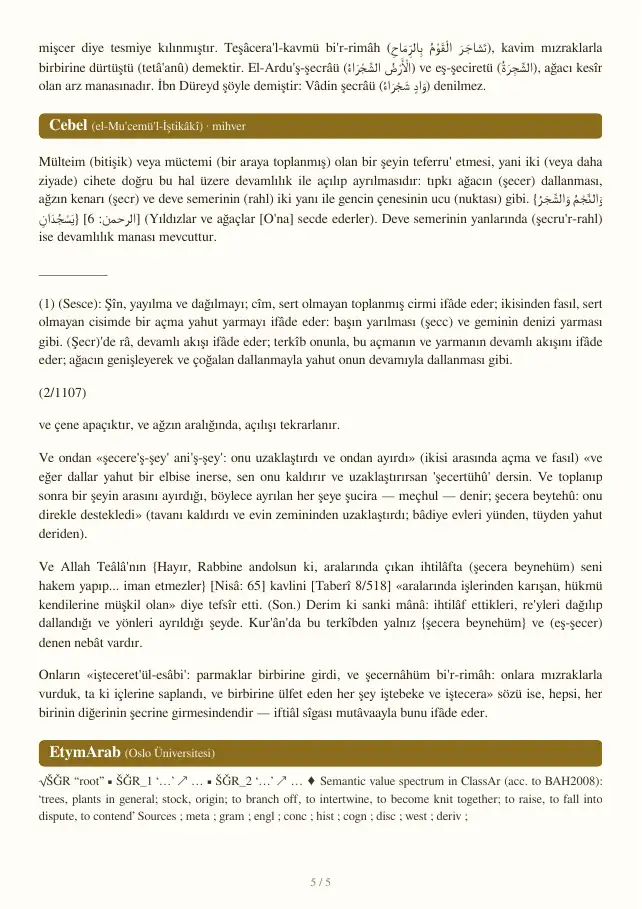 mişcer diye tesmiye kılınmıştır. Teşâcera'l-kavmü bi'r-rimâh (تَشَاجَرَ الْقَوْمُ بِالرِّمَاحِ), kavim mızraklarla
birbirine dürtüştü (tetâ'anû) demektir. El-Ardu'ş-şecrâü (الْأَرْضُ الشَّجْرَاءُ) ve eş-şeciretü (الشَّجِرَةُ), ağacı kesîr
olan arz manasınadır. İbn Düreyd şöyle demiştir: Vâdin şecrâü (وَادٍ شَجْرَاءُ) denilmez.
Cebel (el-Mu'cemü'l-İştikâkî) · mihver
Mülteim (bitişik) veya müctemi (bir araya toplanmış) olan bir şeyin teferru' etmesi, yani iki (veya daha
ziyade) cihete doğru bu hal üzere devamlılık ile açılıp ayrılmasıdır: tıpkı ağacın (şecer) dallanması,
ağzın kenarı (şecr) ve deve semerinin (rahl) iki yanı ile gencin çenesinin ucu (nuktası) gibi. {وَالنَّجْمُ وَالشَّجَرُ
يَسْجُدَانِ} [الرحمن: 6] (Yıldızlar ve ağaçlar [O'na] secde ederler). Deve semerinin yanlarında (şecru'r-rahl)
ise devamlılık manası mevcuttur.
(1) (Sesce): Şîn, yayılma ve dağılmayı; cîm, sert olmayan toplanmış cirmi ifâde eder; ikisinden fasıl, sert
olmayan cisimde bir açma yahut yarmayı ifâde eder: başın yarılması (şecc) ve geminin denizi yarması
gibi. (Şecr)'de râ, devamlı akışı ifâde eder; terkîb onunla, bu açmanın ve yarmanın devamlı akışını ifâde
eder; ağacın genişleyerek ve çoğalan dallanmayla yahut onun devamıyla dallanması gibi.
(2/1107)
ve çene apaçıktır, ve ağzın aralığında, açılışı tekrarlanır.
Ve ondan «şecere'ş-şey' ani'ş-şey': onu uzaklaştırdı ve ondan ayırdı» (ikisi arasında açma ve fasıl) «ve
eğer dallar yahut bir elbise inerse, sen onu kaldırır ve uzaklaştırırsan 'şecertühû' dersin. Ve toplanıp
sonra bir şeyin arasını ayırdığı, böylece ayrılan her şeye şucira — meçhul — denir; şecera beytehû: onu
direkle destekledi» (tavanı kaldırdı ve evin zemininden uzaklaştırdı; bâdiye evleri yünden, tüyden yahut
deriden).
Ve Allah Teâlâ'nın {Hayır, Rabbine andolsun ki, aralarında çıkan ihtilâfta (şecera beynehüm) seni
hakem yapıp... iman etmezler} [Nisâ: 65] kavlini [Taberî 8/518] «aralarında işlerinden karışan, hükmü
kendilerine müşkil olan» diye tefsîr etti. (Son.) Derim ki sanki mânâ: ihtilâf ettikleri, re'yleri dağılıp
dallandığı ve yönleri ayrıldığı şeyde. Kur'ân'da bu terkîbden yalnız {şecera beynehüm} ve (eş-şecer)
denen nebât vardır.
Onların «işteceret'ül-esâbi': parmaklar birbirine girdi, ve şecernâhüm bi'r-rimâh: onlara mızraklarla
vurduk, ta ki içlerine saplandı, ve birbirine ülfet eden her şey iştebeke ve iştecera» sözü ise, hepsi, her
birinin diğerinin şecrine girmesindendir — iftiâl sîgası mutâvaayla bunu ifâde eder.
EtymArab (Oslo Üniversitesi)
√ŠǦR “root” ▪ ŠǦR_1 ‘…’ ↗ … ▪ ŠǦR_2 ‘…’ ↗ … ♦ Semantic value spectrum in ClassAr (acc. to BAH2008):
‘trees, plants in general; stock, origin; to branch off, to intertwine, to become knit together; to raise, to fall into
dispute, to contend’ Sources ; meta ; gram ; engl ; conc ; hist ; cogn ; disc ; west ; deriv ;
5 / 5